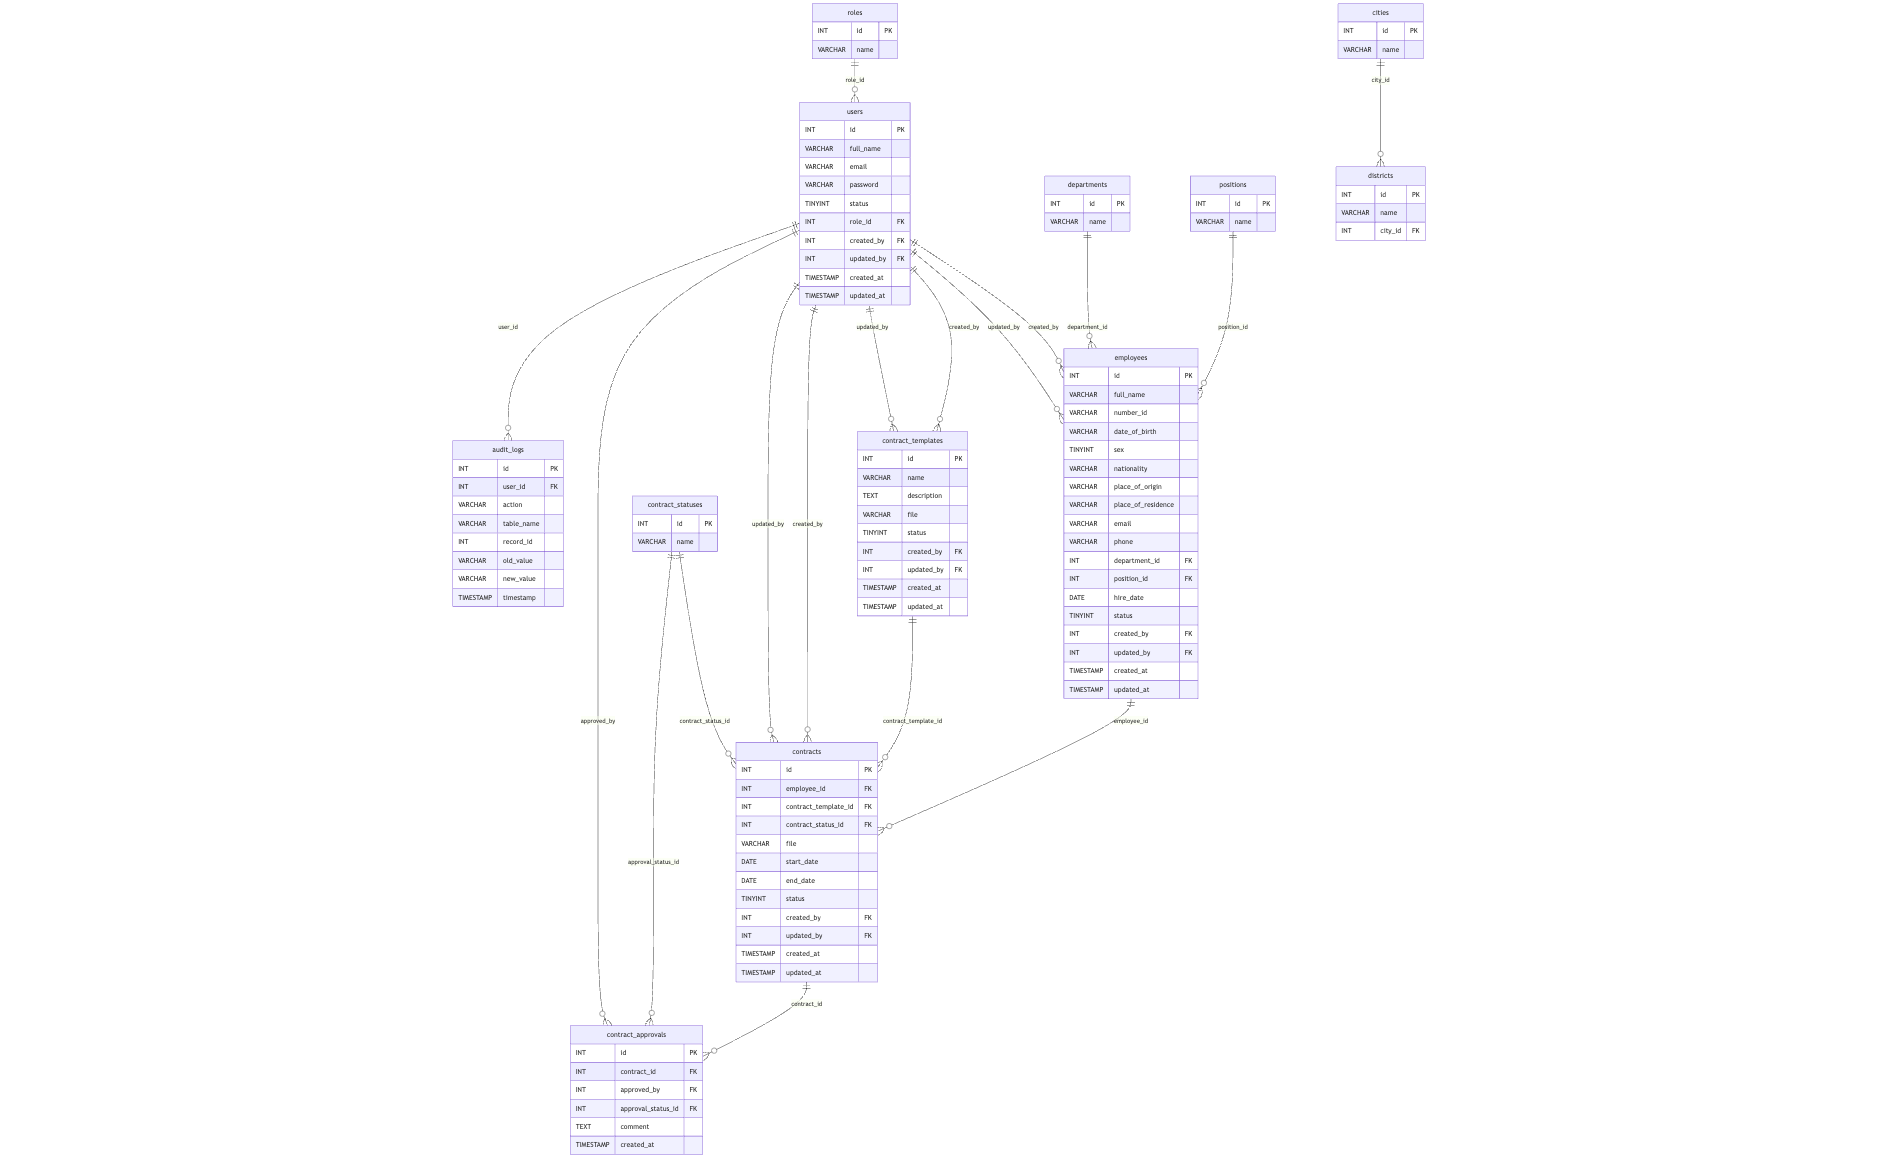 roles
INT id PK
VARCHAR name
cities
INT id PK
VARCHAR name
role_id
city_id
users
INT id PK
VARCHAR full_name
VARCHAR email
VARCHAR password
TINYINT status
INT role_id FK
INT created_by FK
INT updated_by FK
TIMESTAMP created_at
TIMESTAMP updated_at
departments
INT id PK
VARCHAR name
positions
INT id PK
VARCHAR name
districts
INT id PK
VARCHAR name
INT city_id FK
user_id
updated_by
created_by
updated_by
created_by
department_id
position_id
employees
INT id PK
VARCHAR full_name
VARCHAR number_id
VARCHAR date_of_birth
TINYINT sex
VARCHAR nationality
VARCHAR place_of_origin
VARCHAR place_of_residence
VARCHAR email
VARCHAR phone
INT department_id FK
INT position_id FK
DATE hire_date
TINYINT status
INT created_by FK
INT updated_by FK
TIMESTAMP created_at
TIMESTAMP updated_at
audit_logs
INT id PK
INT user_id FK
VARCHAR action
VARCHAR table_name
INT record_id
VARCHAR old_value
VARCHAR new_value
TIMESTAMP timestamp
contract_statuses
INT id PK
VARCHAR name
updated_by
created_by
contract_templates
INT id PK
VARCHAR name
TEXT description
VARCHAR file
TINYINT status
INT created_by FK
INT updated_by FK
TIMESTAMP created_at
TIMESTAMP updated_at
approved_by
contract_status_id
contract_template_id
employee_id
contracts
INT id PK
INT employee_id FK
INT contract_template_id FK
INT contract_status_id FK
VARCHAR file
DATE start_date
DATE end_date
TINYINT status
INT created_by FK
INT updated_by FK
TIMESTAMP created_at
TIMESTAMP updated_at
approval_status_id
contract_id
contract_approvals
INT id PK
INT contract_id FK
INT approved_by FK
INT approval_status_id FK
TEXT comment
TIMESTAMP created_at